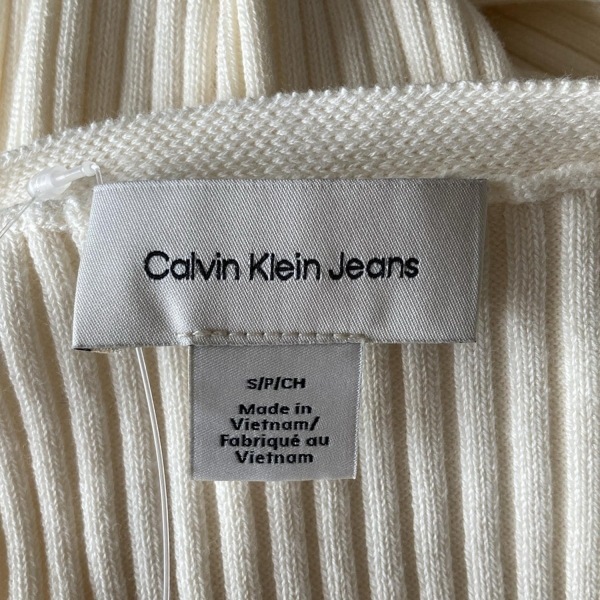 Calvin Klein Jeans
S/P/CH
Made in
Vietnam/
Fabriqué au
Vietnam